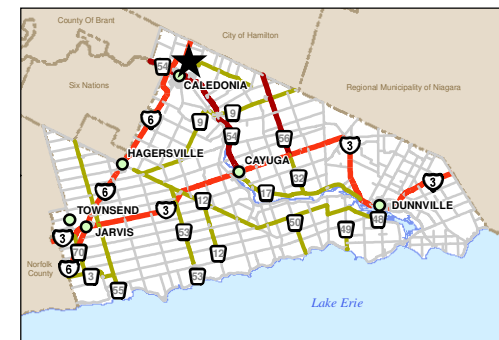 County Of Brant
City of Hamilton
54
Six Nations
CALEDONIA
Regional Municipality of Niagara
6
9
9
54
56
3
HAGERSVILLE
CAYUGA
6
32
3
17
12
TOWNSEND
3
DUNNVILLE
48
3
JARVIS
53
50
49
70
12
Norfolk
County
6
3
53
55
Lake Erie